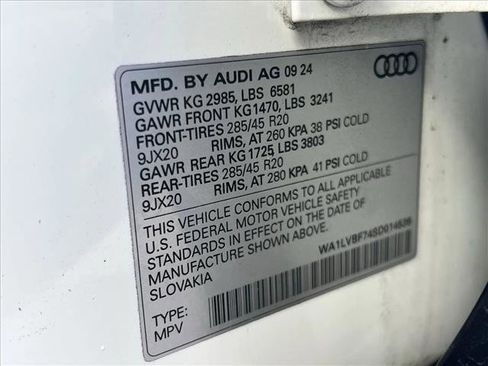 MFD. BY AUDI AG 09 24
GVWR KG 2985, LBS 6581
GAWR FRONT KG1470, LBS 3241
FRONT-TIRES 285/45 R20
9JX20 RIMS, AT 260 KPA 38 PSI COLD
GAWR REAR KG 1725, LBS 3803
REAR-TIRES 285/45 R20
9JX20 RIMS, AT 280 KPA 41 PSI COLD
THIS VEHICLE CONFORMS TO ALL APPLICABLE
U.S. FEDERAL MOTOR VEHICLE SAFETY
STANDARDS IN EFFECT ON THE DATE OF
MANUFACTURE SHOWN ABOVE.
SLOVAKIA
TYPE:
MPV